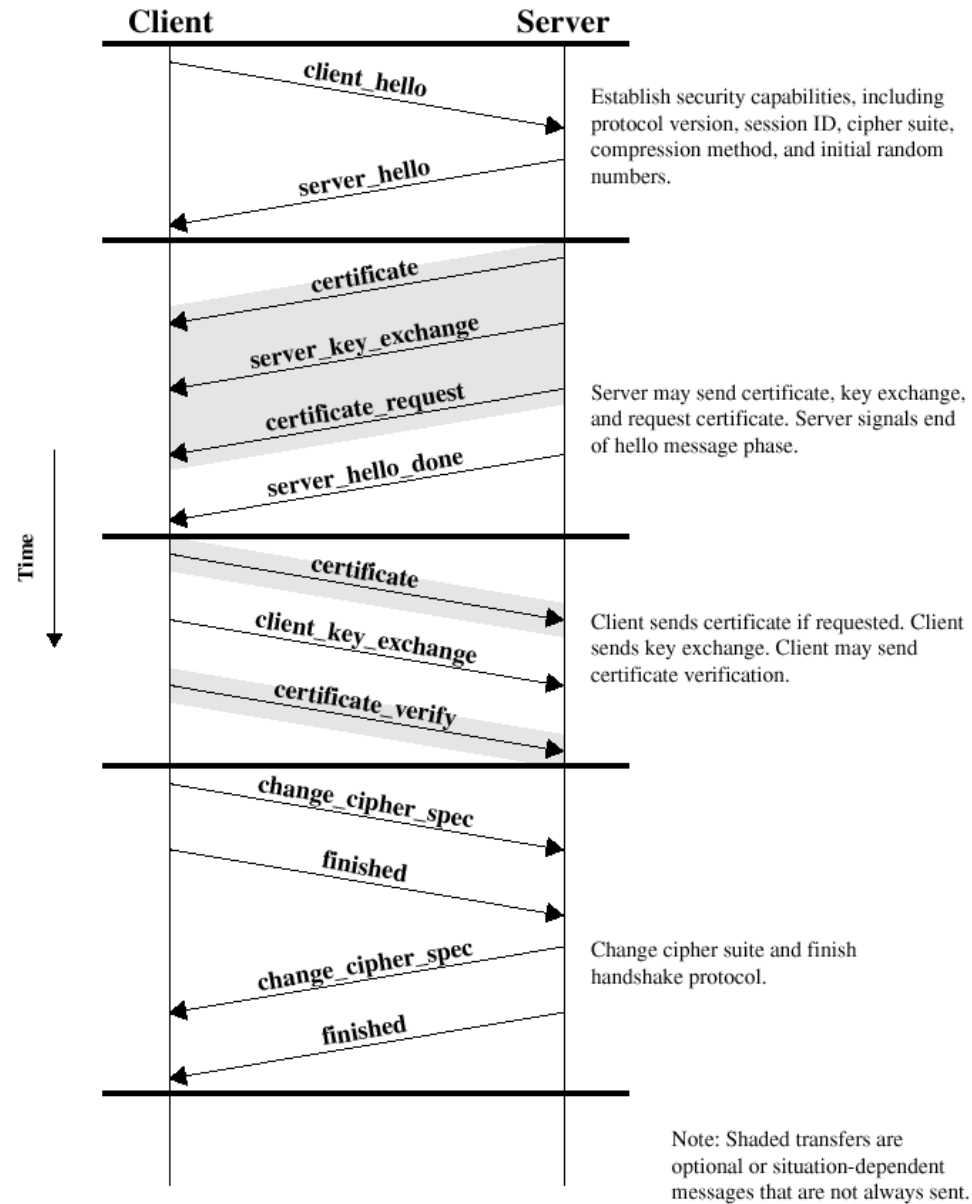 Client
Server
client_hello
Establish security capabilities, including
protocol version, session ID, cipher suite,
compression method, and initial random
numbers.
server_hello
certificate
server_key_exchange
certificate_request
Server may send certificate, key exchange,
and request certificate. Server signals end
of hello message phase.
server_hello_done
Time
certificate
client_key_exchange
Client sends certificate if requested. Client
sends key exchange. Client may send
certificate verification.
certificate_verify
change_cipher_spec
finished
change_cipher_spec
Change cipher suite and finish
handshake protocol.
finished
Note: Shaded transfers are
optional or situation-dependent
messages that are not always sent.